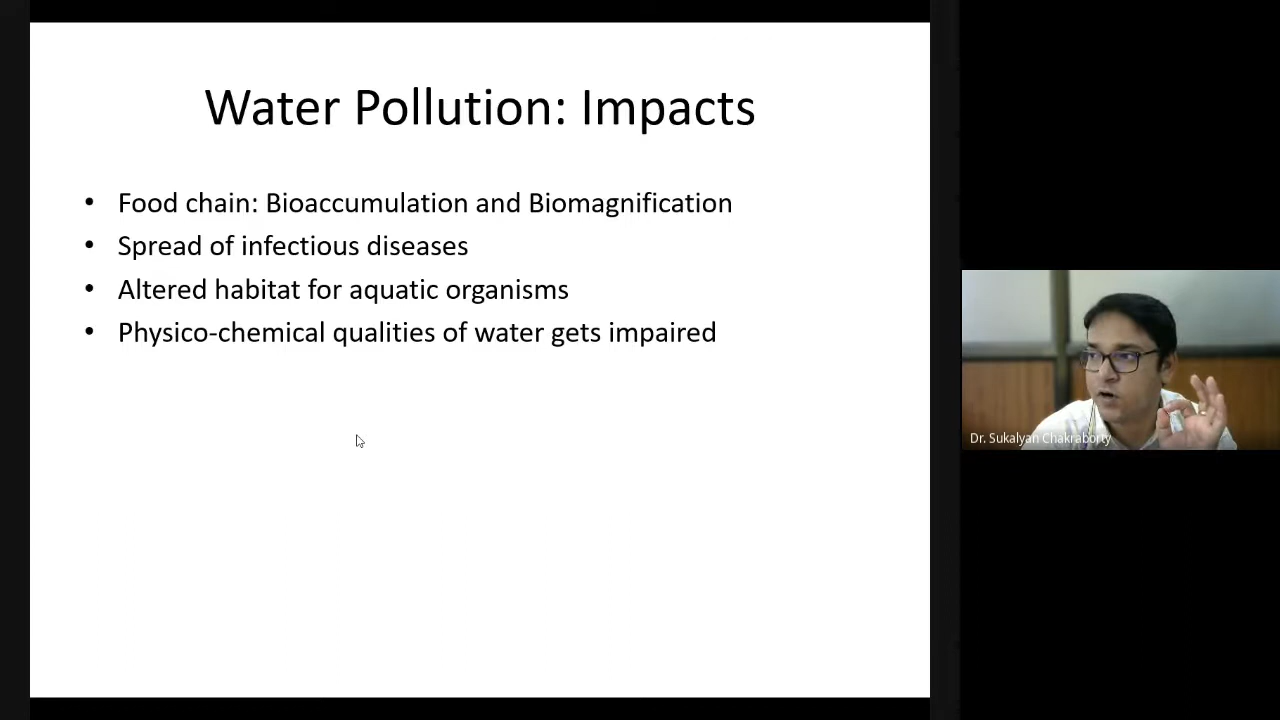 Water Pollution: Impacts
• Food chain: Bioaccumulation and Biomagnification
• Spread of infectious diseases
• Altered habitat for aquatic organisms
• Physico-chemical qualities of water gets impaired
Dr. Sukalyan Chakraborty